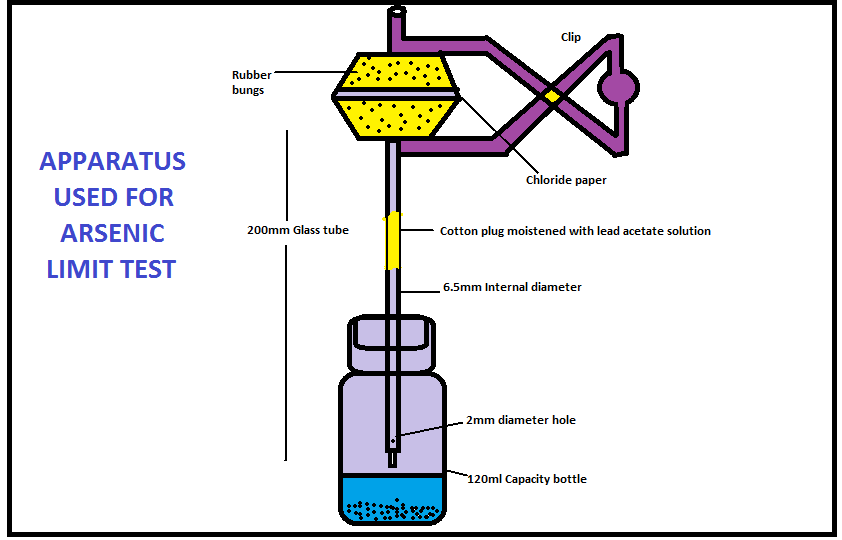 Clip
Rubber
bungs
APPARATUS
USED FOR
ARSENIC
LIMIT TEST
Chloride paper
200mm Glass tube
Cotton plug moistened with lead acetate solution
6.5mm Internal diameter
2mm diameter hole
120ml Capacity bottle